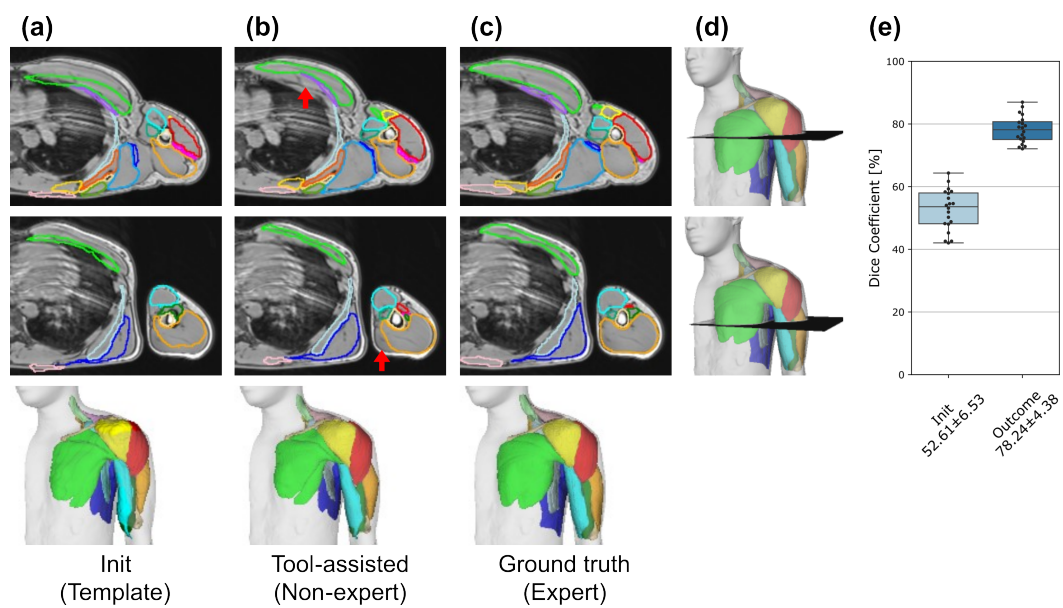 (a)
(b)
(c)
(d)
(e)
Init
(Template)
Tool-assisted
(Non-expert)
Ground truth
(Expert)
Dice Coefficient [%]
100
80
60
40
20
0
Init
52.61±6.53
Outcome
78.24±4.38